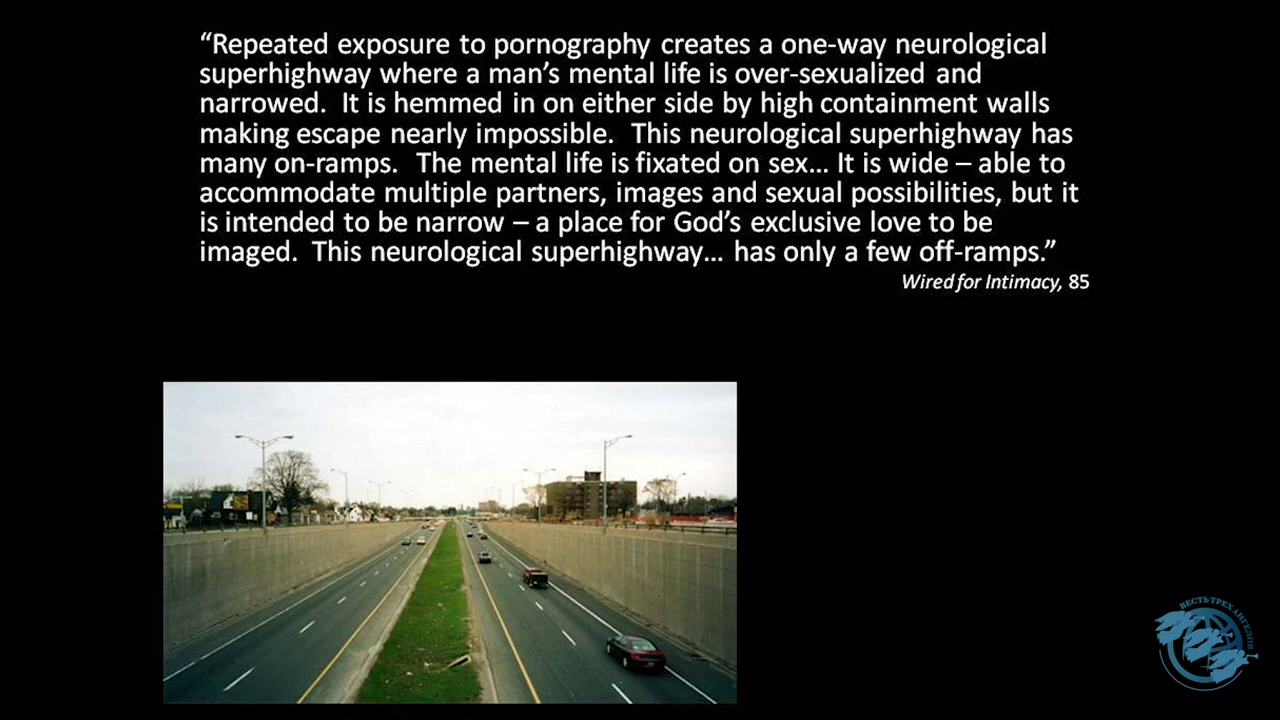 “Repeated exposure to pornography creates a one-way neurological
superhighway where a man’s mental life is over-sexualized and
narrowed.  It is hemmed in on either side by high containment walls
making escape nearly impossible.  This neurological superhighway has
many on-ramps.  The mental life is fixated on sex… It is wide – able to
accommodate multiple partners, images and sexual possibilities, but it
is intended to be narrow – a place for God’s exclusive love to be
imaged.  This neurological superhighway… has only a few off-ramps.”
Wired for Intimacy, 85
ВЕСТЬ ТРЕХ АНГЕЛОВ